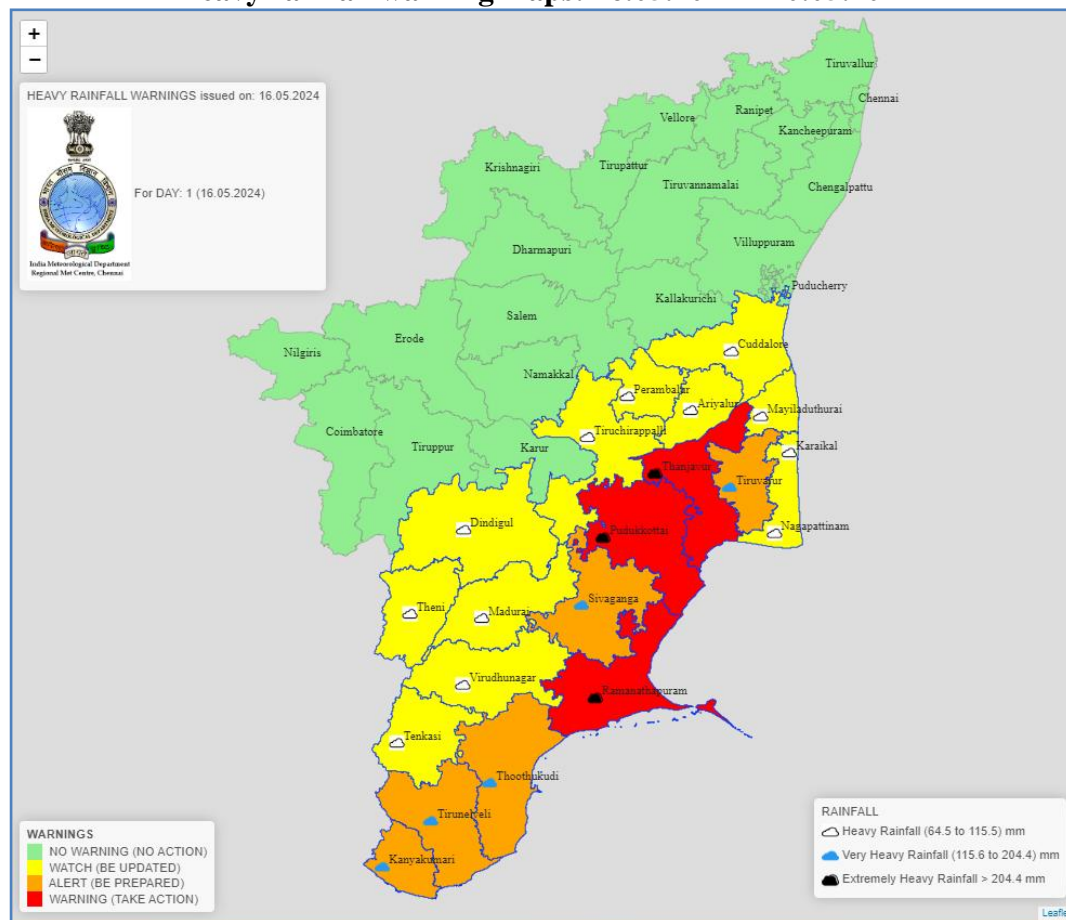 +
−
HEAVY RAINFALL WARNINGS issued on: 16.05.2024
For DAY: 1 (16.05.2024)
India Meteorological Department
Regional Met Centre, Chennai
Tiruvallur
Chennai
Ranipet
Vellore
Kancheepuram
Krishnagiri
Tirupattur
Tiruvannamalai
Chengalpattu
Dharmapuri
Villuppuram
Puducherry
Kallakurichi
Salem
Erode
Nilgiris
Cuddalore
Namakkal
Perambalur
Ariyalur
Mayiladuthurai
Coimbatore
Tiruchirappalli
Tiruppur
Karur
Karaikal
Thanjavur
Tiruvarur
Dindigul
Pudukkottai
Nagapattinam
Sivaganga
Theni
Madurai
Virudhunagar
Ramanathapuram
Tenkasi
Thoothukudi
Tirunelveli
Kanyakumari
WARNINGS
NO WARNING (NO ACTION)
WATCH (BE UPDATED)
ALERT (BE PREPARED)
WARNING (TAKE ACTION)
RAINFALL
Heavy Rainfall (64.5 to 115.5) mm
Very Heavy Rainfall (115.6 to 204.4) mm
Extremely Heavy Rainfall > 204.4 mm